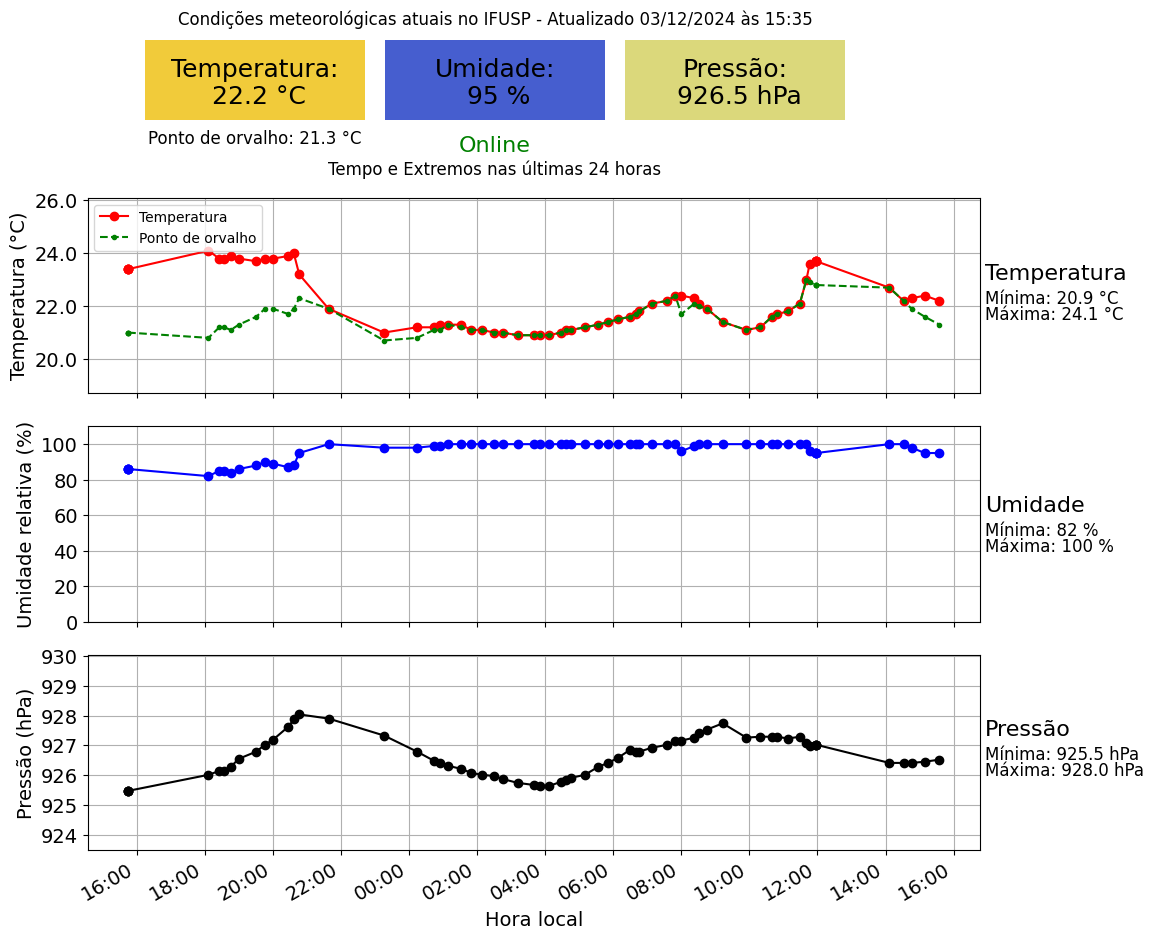 Condições meteorológicas atuais no IFUSP - Atualizado 03/12/2024 às 15:35
Temperatura:
22.2 °C
Umidade:
95 %
Pressão:
926.5 hPa
Ponto de orvalho: 21.3 °C
Online
Tempo e Extremos nas últimas 24 horas
Temperatura (°C)
26.0
24.0
22.0
20.0
Temperatura
Ponto de orvalho
Temperatura
Mínima: 20.9 °C
Máxima: 24.1 °C
Umidade relativa (%)
100
80
60
40
20
0
Umidade
Mínima: 82 %
Máxima: 100 %
Pressão (hPa)
930
929
928
927
926
925
924
Pressão
Mínima: 925.5 hPa
Máxima: 928.0 hPa
16:00 18:00 20:00 22:00 00:00 02:00 04:00 06:00 08:00 10:00 12:00 14:00 16:00
Hora local